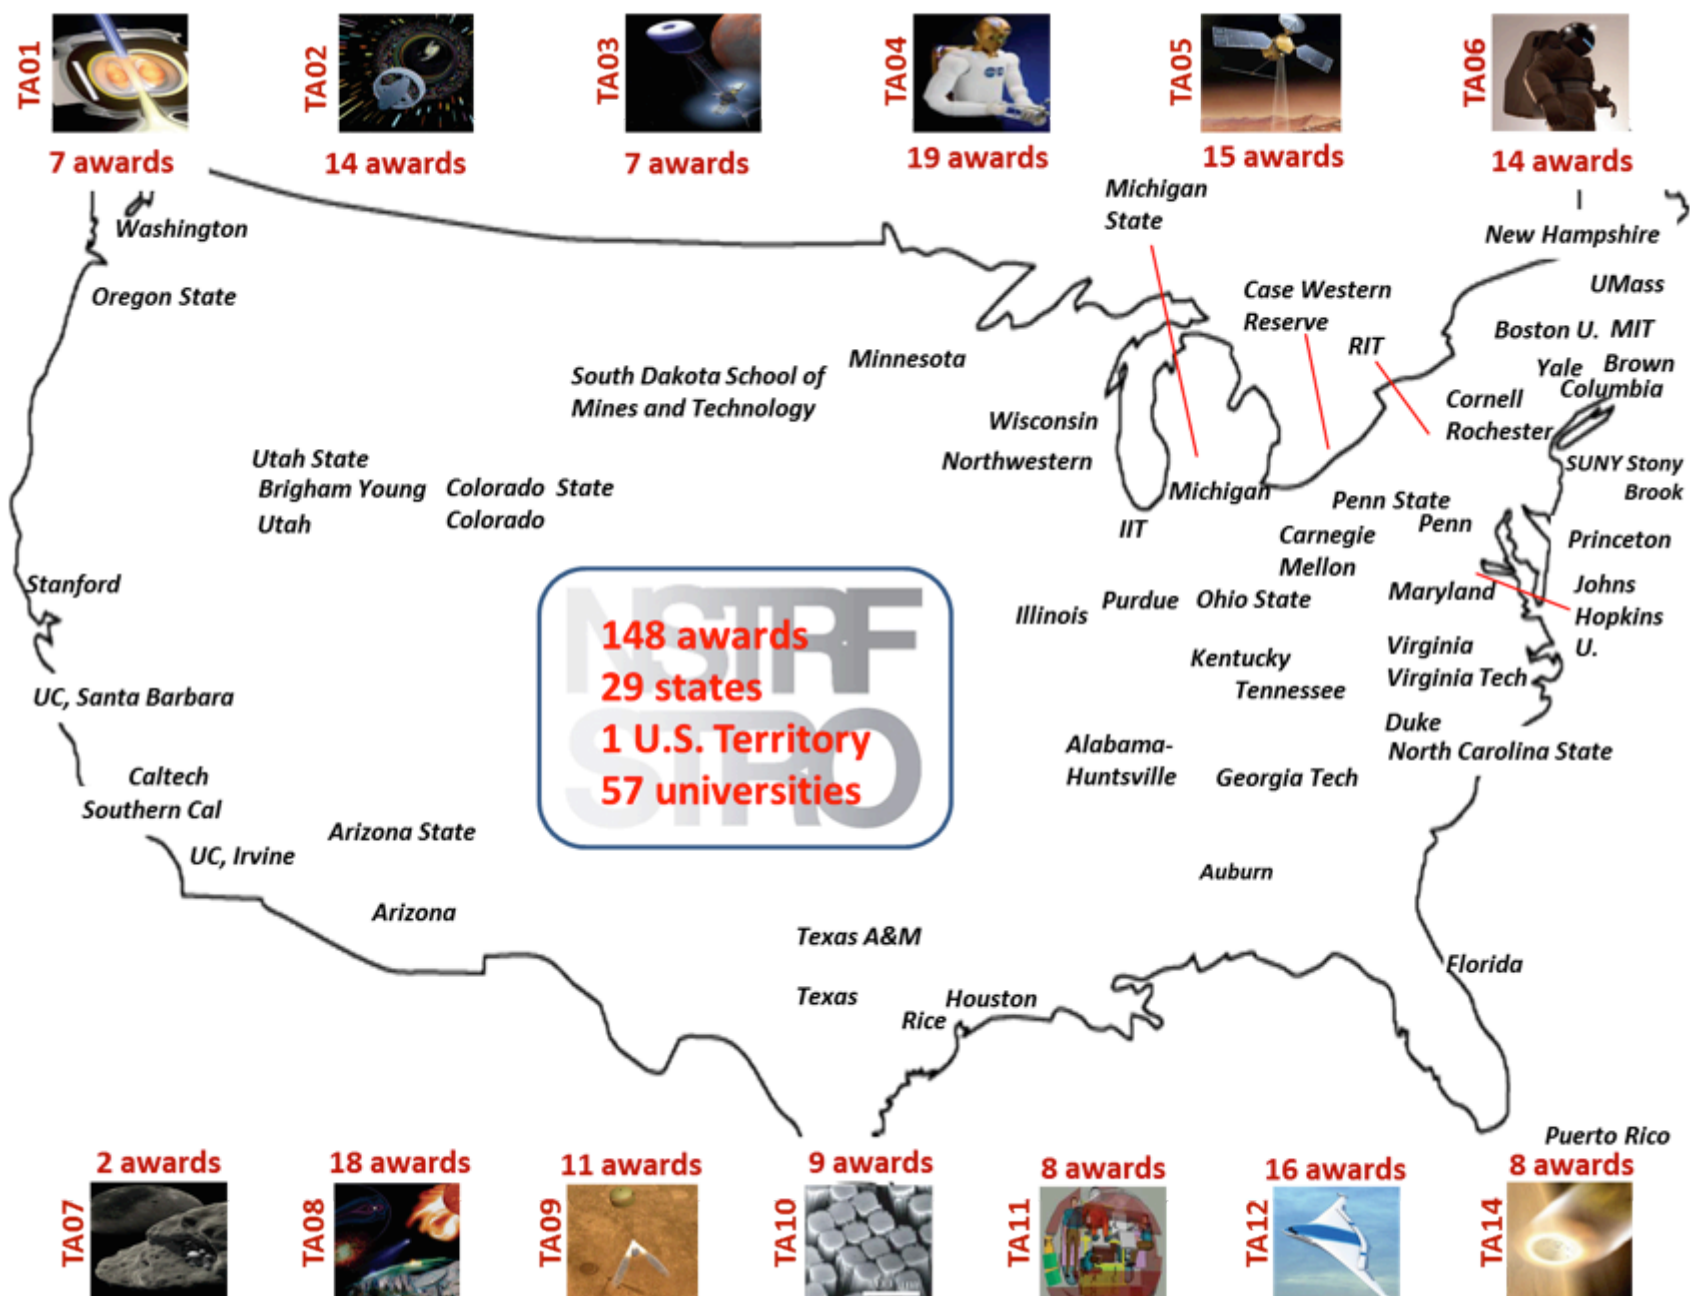 TA01
TA02
TA03
TA04
TA05
TA06
7 awards
14 awards
7 awards
19 awards
15 awards
14 awards
Michigan
State
Washington
New Hampshire
Oregon State
UMass
Case Western
Reserve
Boston U. MIT
RIT
Minnesota
Yale Brown
Columbia
South Dakota School of
Mines and Technology
Cornell
Rochester
Wisconsin
Northwestern
Utah State
Brigham Young
Utah
Colorado State
Colorado
SUNY Stony
Brook
Michigan
Penn State
Penn
IIT
Carnegie
Mellon
Princeton
Stanford
Johns
Hopkins
U.
Maryland
Illinois
Purdue
Ohio State
NSTRF
STRO
148 awards
29 states
1 U.S. Territory
57 universities
Kentucky
Tennessee
Virginia
Virginia Tech
UC, Santa Barbara
Duke
North Carolina State
Alabama-
Huntsville
Georgia Tech
Caltech
Southern Cal
Arizona State
UC, Irvine
Auburn
Arizona
Texas A&M
Florida
Texas
Houston
Rice
Puerto Rico
2 awards
18 awards
11 awards
9 awards
8 awards
16 awards
8 awards
TA07
TA08
TA09
TA10
TA11
TA12
TA14